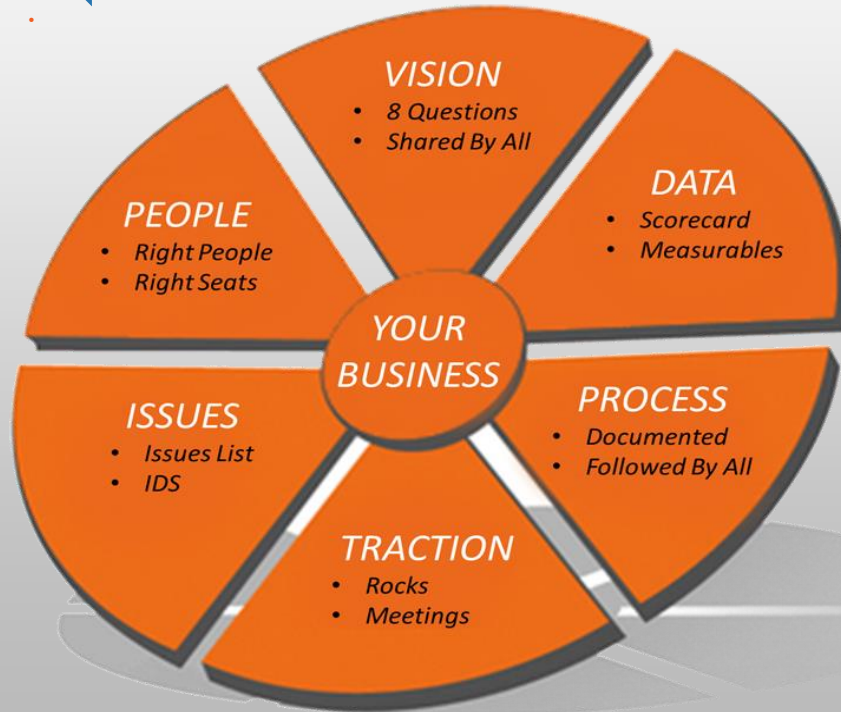 VISION
• 8 Questions
• Shared By All
DATA
• Scorecard
• Measurables
PEOPLE
• Right People
• Right Seats
YOUR
BUSINESS
ISSUES
• Issues List
• IDS
PROCESS
• Documented
• Followed By All
TRACTION
• Rocks
• Meetings